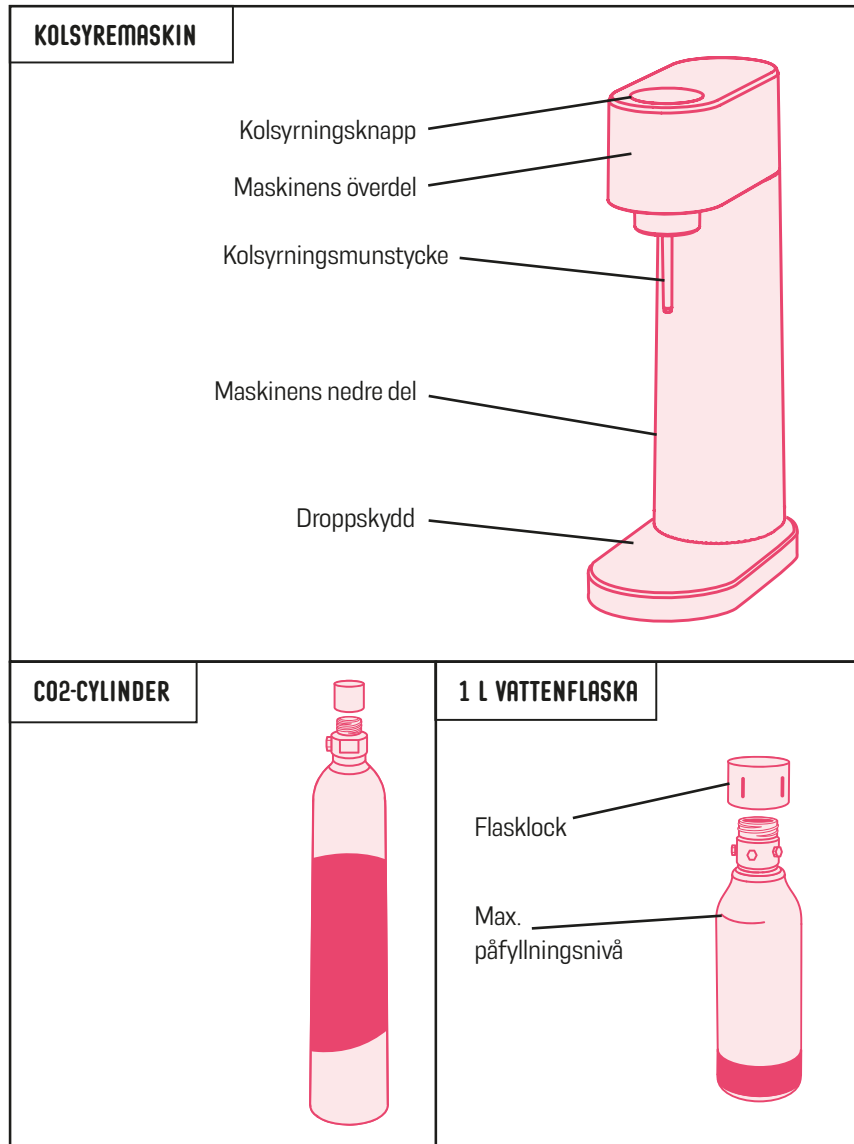 KOLSYREMASKIN
Kolsyrningsknapp
Maskinens överdel
Kolsyrningsmunstycke
Maskinens nedre del
Droppskydd
CO2-CYLINDER
1 L VATTENFLASKA
Flasklock
Max.
påfyllningsnivå